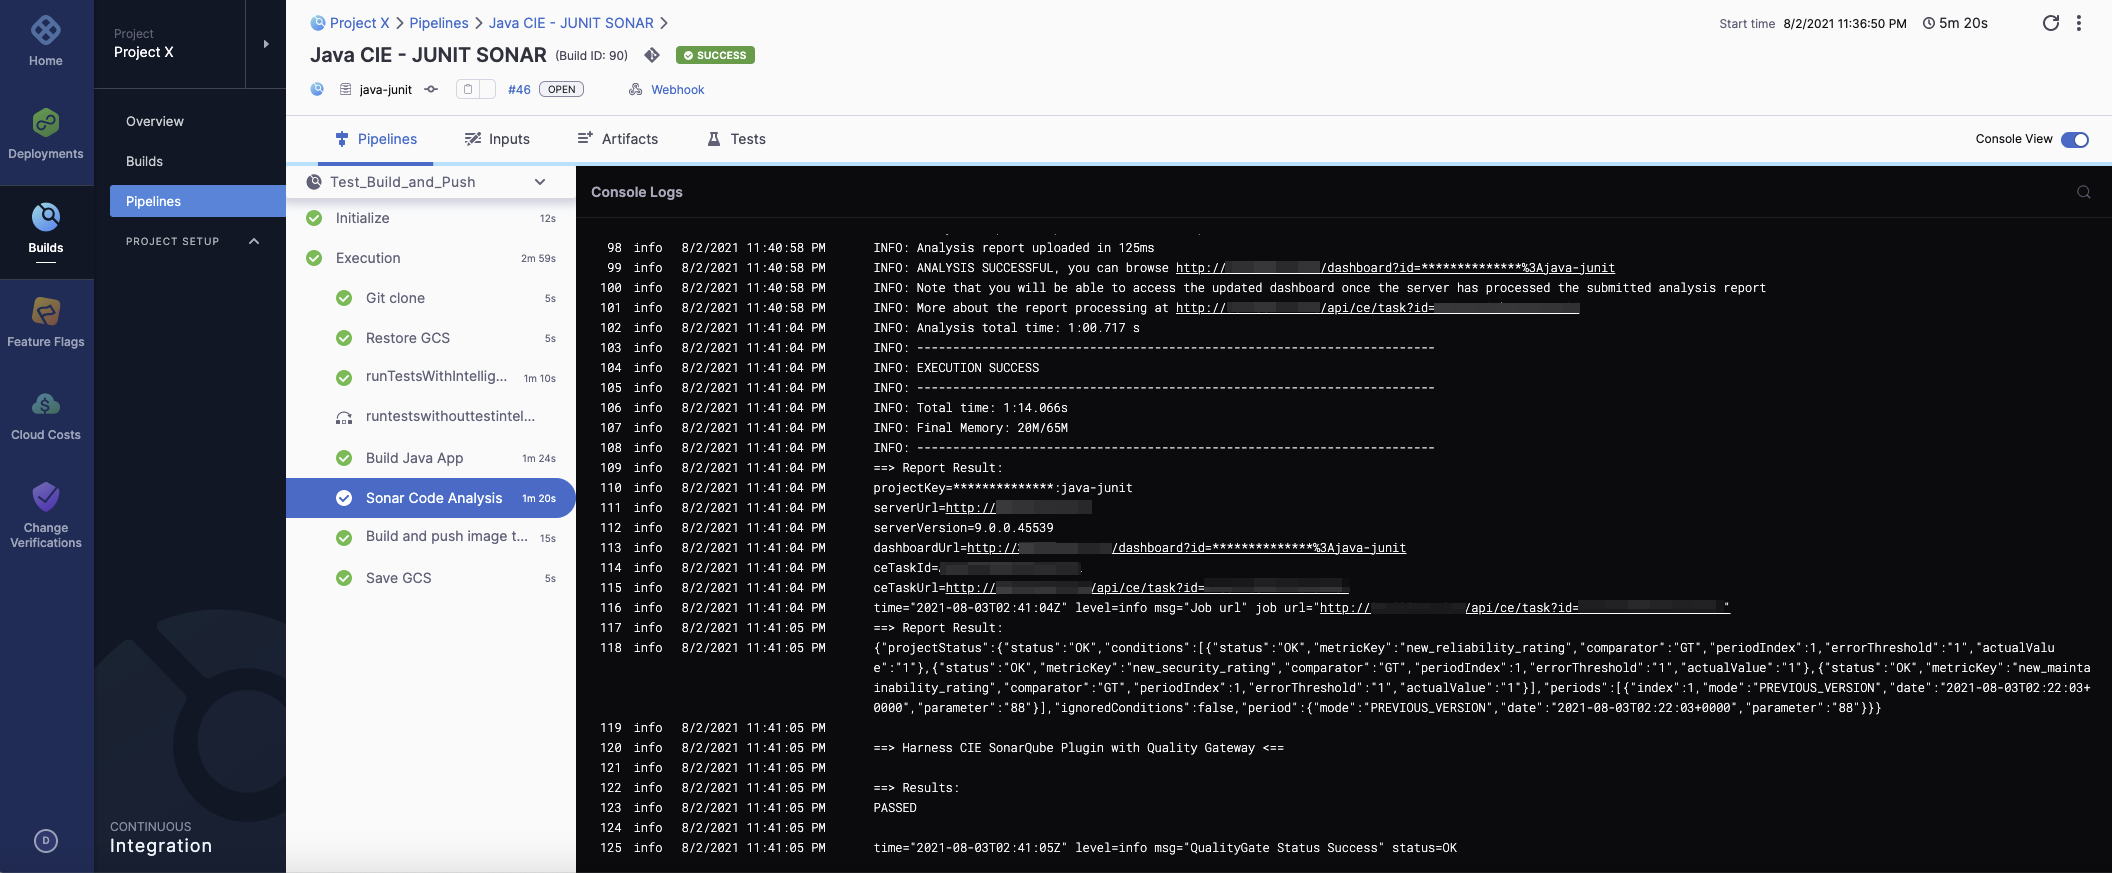 Home
Deployments
Builds
Feature Flags
Cloud Costs
Change
Verifications
D
Project
Project X
Overview
Builds
Pipelines
PROJECT SETUP
CONTINUOUS
Integration
Project X > Pipelines > Java CIE - JUNIT SONAR >
Start time 8/2/2021 11:36:50 PM 5m 20s
Java CIE - JUNIT SONAR (Build ID: 90) SUCCESS
java-junit #46 OPEN Webhook
Pipelines Inputs Artifacts Tests
Console View
Test_Build_and_Push
Initialize 12s
Execution 2m 59s
Git clone 5s
Restore GCS 5s
runTestsWithIntellig... 1m 10s
runtestswithouttestintel...
Build Java App 1m 24s
Sonar Code Analysis 1m 20s
Build and push image t... 15s
Save GCS 5s
Console Logs
98 info 8/2/2021 11:40:58 PM INFO: Analysis report uploaded in 125ms
99 info 8/2/2021 11:40:58 PM INFO: ANALYSIS SUCCESSFUL, you can browse http:// /dashboard?id=**************%3Ajava-junit
100 info 8/2/2021 11:40:58 PM INFO: Note that you will be able to access the updated dashboard once the server has processed the submitted analysis report
101 info 8/2/2021 11:40:58 PM INFO: More about the report processing at http:// /api/ce/task?id=
102 info 8/2/2021 11:41:04 PM INFO: Analysis total time: 1:00.717 s
103 info 8/2/2021 11:41:04 PM INFO: ------------------------------------------------------------------------
104 info 8/2/2021 11:41:04 PM INFO: EXECUTION SUCCESS
105 info 8/2/2021 11:41:04 PM INFO: ------------------------------------------------------------------------
106 info 8/2/2021 11:41:04 PM INFO: Total time: 1:14.066s
107 info 8/2/2021 11:41:04 PM INFO: Final Memory: 20M/65M
108 info 8/2/2021 11:41:04 PM INFO: ------------------------------------------------------------------------
109 info 8/2/2021 11:41:04 PM ==> Report Result:
110 info 8/2/2021 11:41:04 PM projectKey=**************:java-junit
111 info 8/2/2021 11:41:04 PM serverUrl=http://
112 info 8/2/2021 11:41:04 PM serverVersion=9.0.0.45539
113 info 8/2/2021 11:41:04 PM dashboardUrl=http:// /dashboard?id=**************%3Ajava-junit
114 info 8/2/2021 11:41:04 PM ceTaskId=
115 info 8/2/2021 11:41:04 PM ceTaskUrl=http:// /api/ce/task?id=
116 info 8/2/2021 11:41:04 PM time="2021-08-03T02:41:04Z" level=info msg="Job url" job url="http:// /api/ce/task?id= "
117 info 8/2/2021 11:41:05 PM ==> Report Result:
118 info 8/2/2021 11:41:05 PM {"projectStatus":{"status":"OK","conditions":[{"status":"OK","metricKey":"new_reliability_rating","comparator":"GT","periodIndex":1,"errorThreshold":"1","actualValu
e":"1"},{"status":"OK","metricKey":"new_security_rating","comparator":"GT","periodIndex":1,"errorThreshold":"1","actualValue":"1"},{"status":"OK","metricKey":"new_mainta
inability_rating","comparator":"GT","periodIndex":1,"errorThreshold":"1","actualValue":"1"}],"periods":[{"index":1,"mode":"PREVIOUS_VERSION","date":"2021-08-03T02:22:03+
0000","parameter":"88"}],"ignoredConditions":false,"period":{"mode":"PREVIOUS_VERSION","date":"2021-08-03T02:22:03+0000","parameter":"88"}}}
119 info 8/2/2021 11:41:05 PM
120 info 8/2/2021 11:41:05 PM ==> Harness CIE SonarQube Plugin with Quality Gateway <==
121 info 8/2/2021 11:41:05 PM
122 info 8/2/2021 11:41:05 PM ==> Results:
123 info 8/2/2021 11:41:05 PM PASSED
124 info 8/2/2021 11:41:05 PM
125 info 8/2/2021 11:41:05 PM time="2021-08-03T02:41:05Z" level=info msg="QualityGate Status Success" status=OK